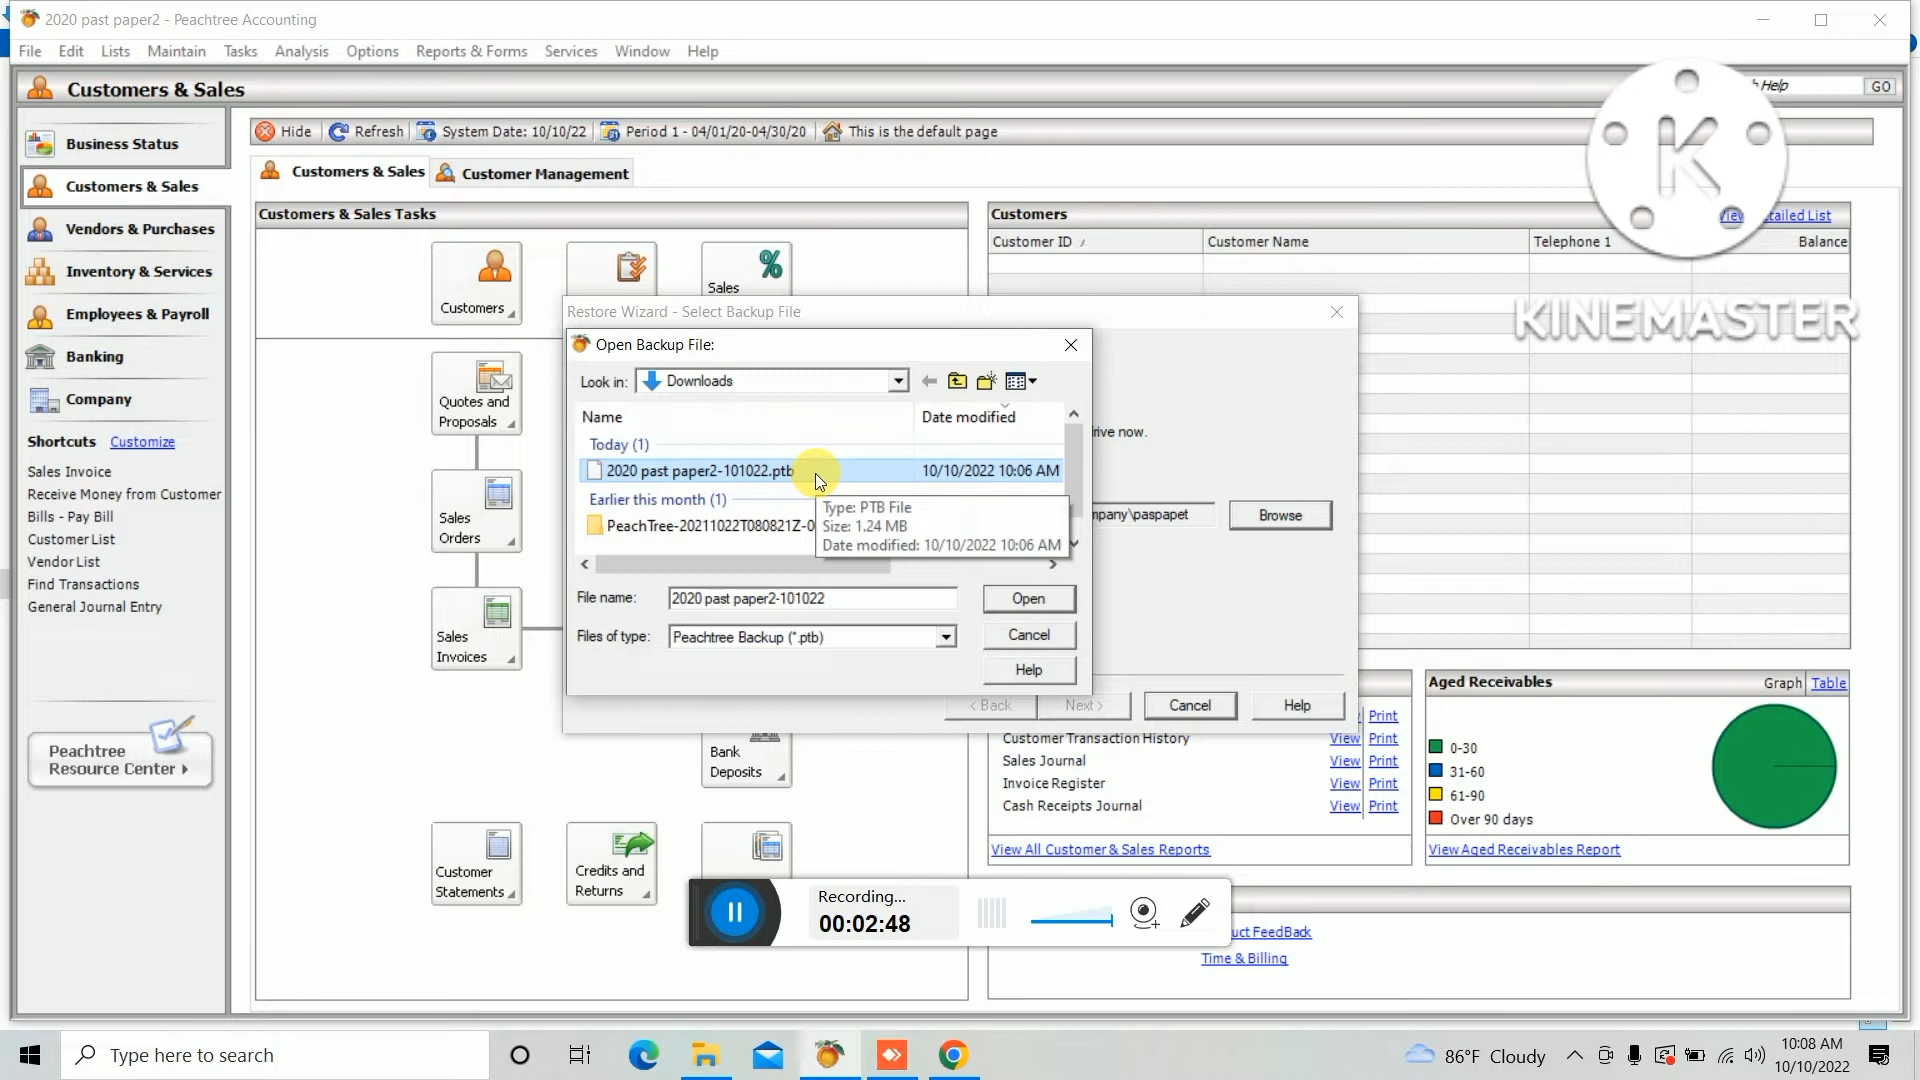 2020 past paper2 - Peachtree Accounting
File Edit Lists Maintain Tasks Analysis Options Reports & Forms Services Window Help
Customers & Sales
Help
GO
Business Status
Customers & Sales
Vendors & Purchases
Inventory & Services
Employees & Payroll
Banking
Company
Shortcuts Customize
Sales Invoice
Receive Money from Customer
Bills - Pay Bill
Customer List
Vendor List
Find Transactions
General Journal Entry
Peachtree
Resource Center
Hide Refresh System Date: 10/10/22 Period 1 - 04/01/20-04/30/20 This is the default page
Customers & Sales Customer Management
Customers & Sales Tasks
Customers
Sales
Quotes and
Proposals
Sales
Orders
Sales
Invoices
Bank
Deposits
Customer
Statements
Credits and
Returns
Customers
Customer ID / Customer Name Telephone 1 Balance
K
KINEMASTER
Restore Wizard - Select Backup File
Open Backup File:
Look in: Downloads
Name Date modified
Today (1)
2020 past paper2-101022.ptb 10/10/2022 10:06 AM
Earlier this month (1)
PeachTree-20211022T080821Z-0
Type: PTB File
Size: 1.24 MB
Date modified: 10/10/2022 10:06 AM
File name: 2020 past paper2-101022 Open
Files of type: Peachtree Backup (*.ptb) Cancel
Help
now.
Browse
< Back Next > Cancel Help
View Print
Customer Transaction History View Print
Sales Journal View Print
Invoice Register View Print
Cash Receipts Journal View Print
View All Customer & Sales Reports
Aged Receivables Graph Table
0-30
31-60
61-90
Over 90 days
View Aged Receivables Report
FeedBack
Time & Billing
Recording...
00:02:48
Type here to search
86°F Cloudy
10:08 AM
10/10/2022